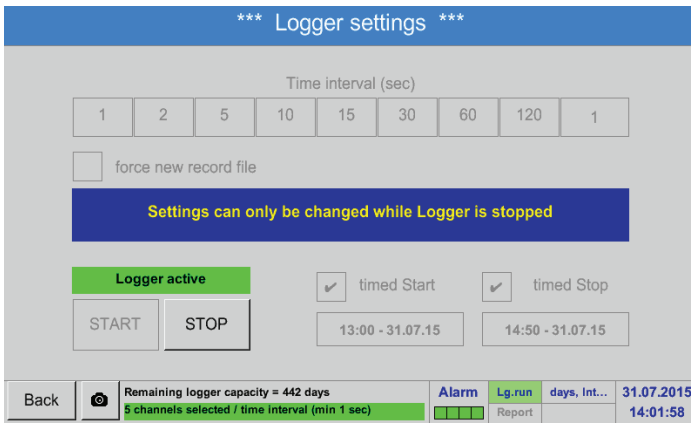 *** Logger settings ***
Time interval (sec)
1 2 5 10 15 30 60 120 1
force new record file
Settings can only be changed while Logger is stopped
Logger active
timed Start
timed Stop
START STOP
13:00 - 31.07.15
14:50 - 31.07.15
Back
Remaining logger capacity = 442 days
5 channels selected / time interval (min 1 sec)
Alarm
Lg.run
days, Int...
Report
31.07.2015
14:01:58